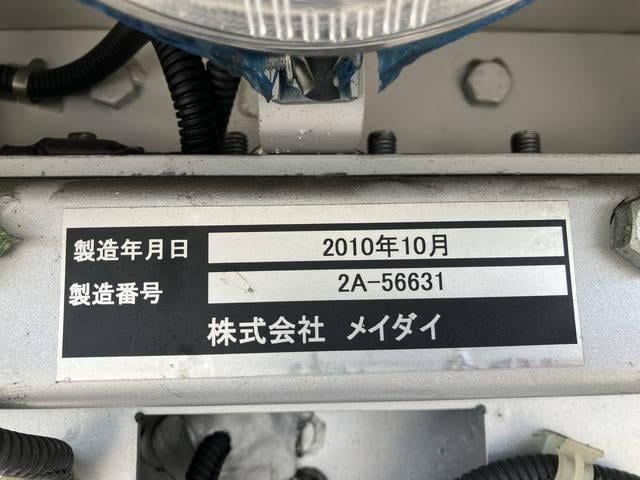 製造年月日 2010年10月
製造番号 2A-56631
株式会社 メイダイ